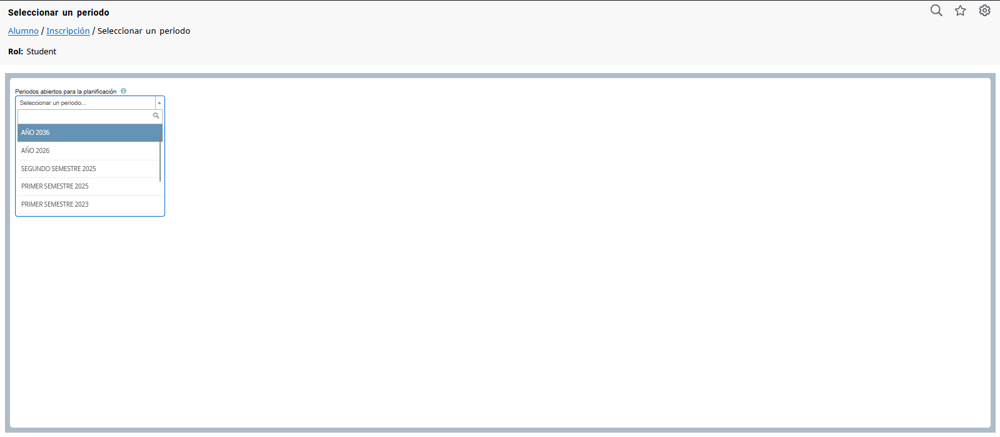 Seleccionar un periodo
Alumno / Inscripción / Seleccionar un periodo
Rol: Student
Periodos abiertos para la planificación
Seleccionar un periodo...
AÑO 2036
AÑO 2026
SEGUNDO SEMESTRE 2025
PRIMER SEMESTRE 2025
PRIMER SEMESTRE 2023